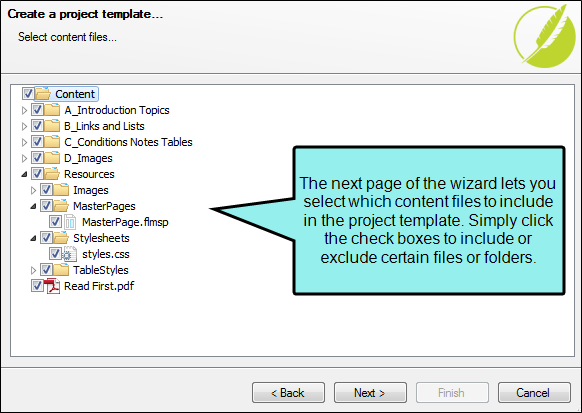 Create a project template...
Select content files...
Content
A_Introduction Topics
B_Links and Lists
C_Conditions Notes Tables
D_Images
Resources
Images
MasterPages
MasterPage.flmsp
Stylesheets
styles.css
TableStyles
Read First.pdf
The next page of the wizard lets you
select which content files to include
in the project template. Simply click
the check boxes to include or
exclude certain files or folders.
< Back
Next >
Finish
Cancel